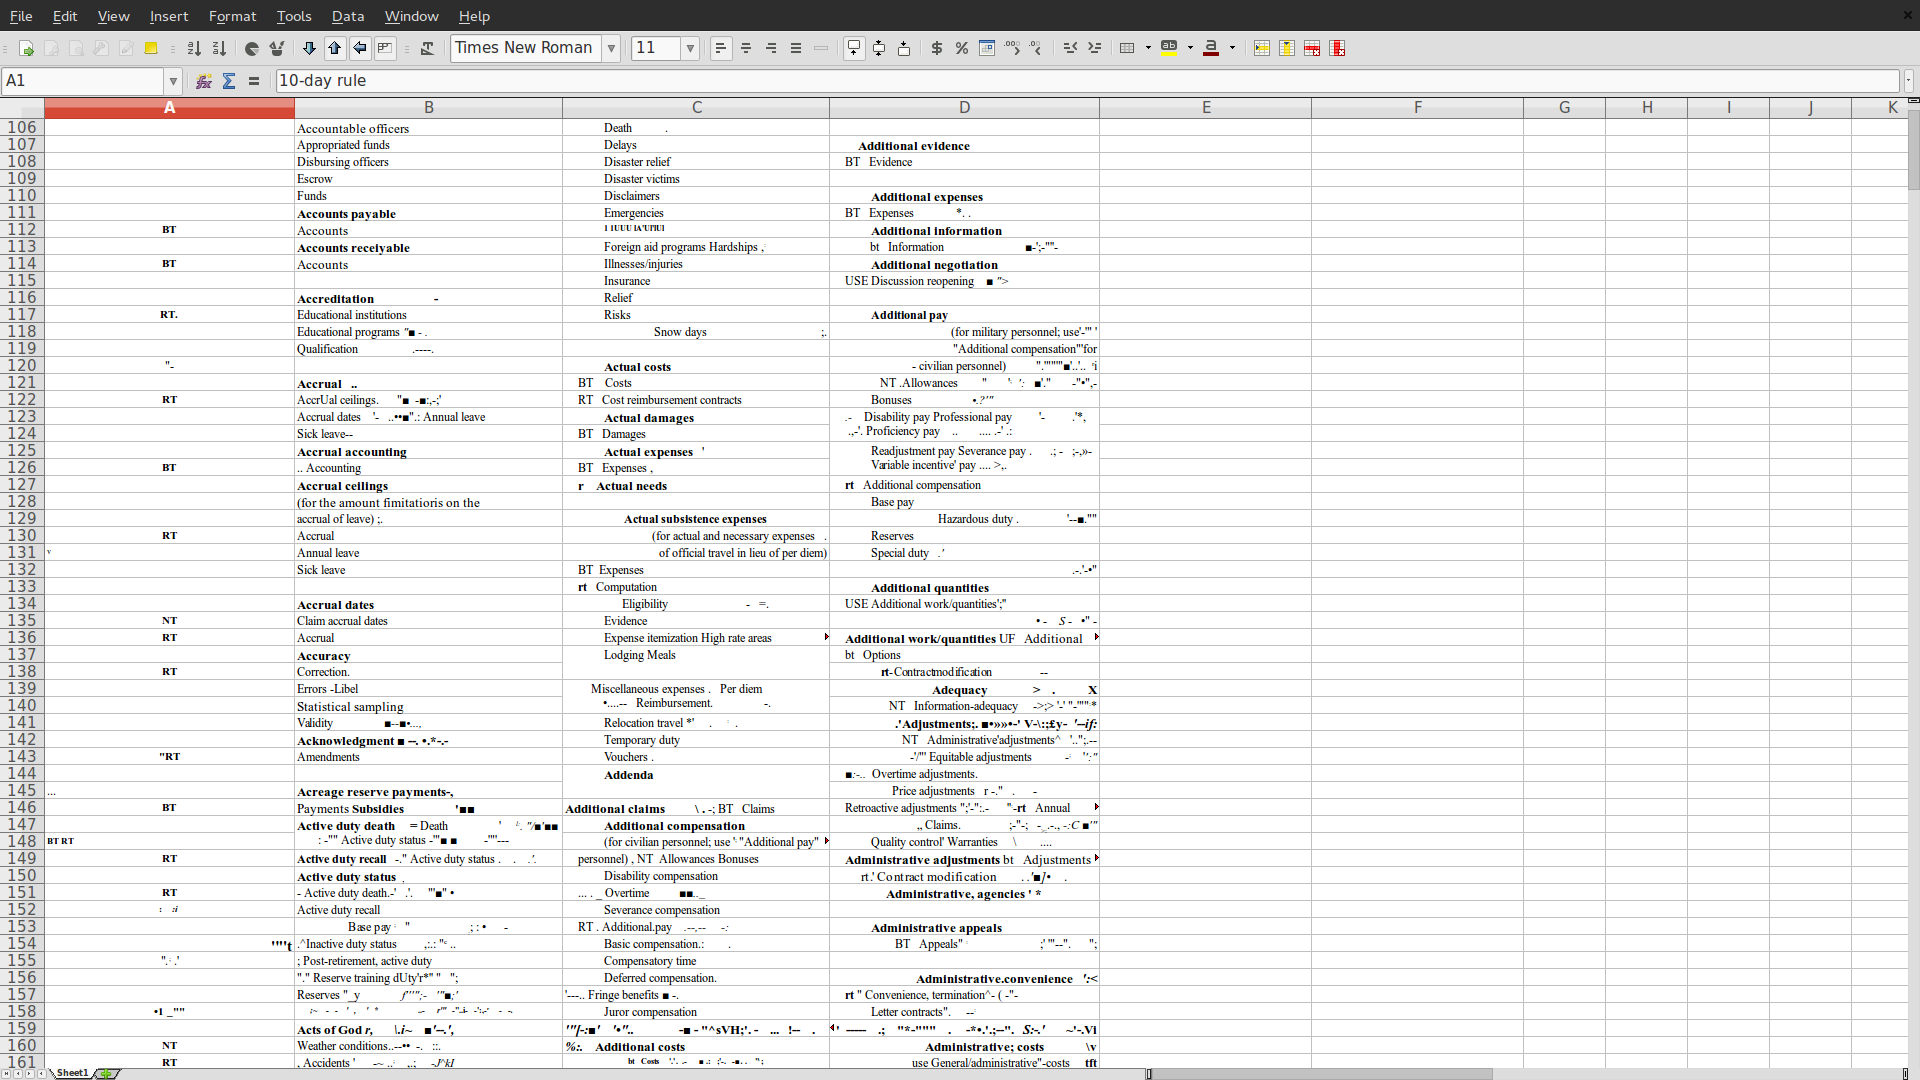 File Edit View Insert Format Tools Data Window Help
Times New Roman 11
A1 10-day rule
A B C D E F G H I J K
106 Accountable officers Death .
107 Appropriated funds Delays Additional evidence
108 Disbursing officers Disaster relief BT Evidence
109 Escrow Disaster victims
110 Funds Disclaimers Additional expenses
111 Accounts payable Emergencies BT Expenses *. .
112 BT Accounts Additional information
113 Accounts receiyable Foreign aid programs Hardships , bt Information ■-';-""-
114 BT Accounts Illnesses/injuries Additional negotiation
115 Insurance USE Discussion reopening ■ ">
116 Accreditation - Relief
117 RT. Educational institutions Risks Additional pay
118 Educational programs "■ - . Snow days ;. (for military personnel; use'-'" '
119 Qualification .----. "Additional compensation"'for
120 "- Actual costs - civilian personnel)
121 Accrual .. BT Costs NT .Allowances
122 RT AccrUal ceilings. "■ -■:,-;' RT Cost reimbursement contracts Bonuses •.?'"
123 Accrual dates '- ..••■".: Annual leave Actual damages .- Disability pay Professional pay '- .'*,
124 Sick leave-- BT Damages .,-'. Proficiency pay .. .... .-' .:
125 Accrual accounting Actual expenses ' Readjustment pay Severance pay . .; - ;-,»-
126 BT .. Accounting BT Expenses , Variable incentive' pay .... >,.
127 Accrual ceilings r Actual needs rt Additional compensation
128 (for the amount fimitatioris on the Base pay
129 accrual of leave) ;. Actual subsistence expenses Hazardous duty . '--■.""
130 RT Accrual (for actual and necessary expenses . Reserves
131 v Annual leave of official travel in lieu of per diem) Special duty .'
132 Sick leave BT Expenses .-.'-•"
133 rt Computation Additional quantities
134 Accrual dates Eligibility - =. USE Additional work/quantities';"
135 NT Claim accrual dates Evidence • - S - •" -
136 RT Accrual Expense itemization High rate areas Additional work/quantities UF Additional
137 Accuracy Lodging Meals bt Options
138 RT Correction. rt-Contractmodification --
139 Errors -Libel Miscellaneous expenses . Per diem Adequacy > . X
140 Statistical sampling •....-- Reimbursement. -. NT Information-adequacy
141 Validity ■--■•..., Relocation travel *' . . .'Adjustments;. ■•»»•-' V-\:;£y- '--if:
142 Acknowledgment ■ --. •.*-.- Temporary duty NT Administrative'adjustments^ '..";.--
143 "RT Amendments Vouchers . -'/'" Equitable adjustments
144 Addenda ■:-.. Overtime adjustments.
145 ... Acreage reserve payments-, Price adjustments r -." . -
146 BT Payments Subsidies '■■ Additional claims \ . -; BT Claims Retroactive adjustments ";'-":.- "-rt Annual
147 Active duty death = Death Additional compensation ,, Claims.
148 BT RT : -"" Active duty status -'"■ ■ -""'--- (for civilian personnel; use ' "Additional pay" Quality control' Warranties \ ....
149 RT Active duty recall -." Active duty status . . .'. personnel) , NT Allowances Bonuses Administrative adjustments bt Adjustments
150 Active duty status . Disability compensation rt.' Contract modification . .'■]• .
151 RT - Active duty death.-' .'. "'■" • ... . _ Overtime ■■.._ Administrative, agencies ' *
152 : :i Active duty recall Severance compensation
153 Base pay " ; : • - RT . Additional.pay .--,-- -: Administrative appeals
154 ""t .^Inactive duty status Basic compensation.: . BT Appeals"
155 ; Post-retirement, active duty Compensatory time
156 "." Reserve training dUty'r*" " "; Deferred compensation. Administrative.convenience ':<
157 Reserves "_y '---.. Fringe benefits ■ -. rt " Convenience, termination^- ( -"-
158 •1 _"" Juror compensation Letter contracts". --
159 Acts of God r, \.i~ ■'--.',
160 NT Weather conditions..--•• -. ::. %:. Additional costs Administrative; costs \v
161 RT , Accidents ' bt Costs use General/administrative"-costs tft
Sheet1